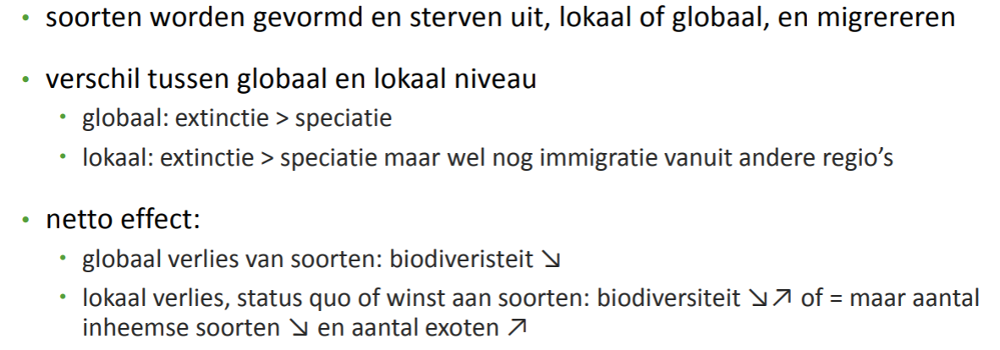 • soorten worden gevormd en sterven uit, lokaal of globaal, en migrereren
• verschil tussen globaal en lokaal niveau
• globaal: extinctie > speciatie
• lokaal: extinctie > speciatie maar wel nog immigratie vanuit andere regio's
• netto effect:
• globaal verlies van soorten: biodiveristeit ↘
• lokaal verlies, status quo of winst aan soorten: biodiversiteit ↘↗ of = maar aantal
inheemse soorten ↘ en aantal exoten ↗